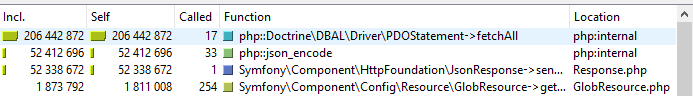 Incl. Self Called Function Location
206 442 872 206 442 872 17 php::Doctrine\DBAL\Driver\PDOStatement->fetchAll php:internal
52 412 696 52 412 696 33 php::json_encode php:internal
52 338 672 52 338 672 1 Symfony\Component\HttpFoundation\JsonResponse->sen... Response.php
1 873 792 1 811 008 254 Symfony\Component\Config\Resource\GlobResource->get... GlobResource.php